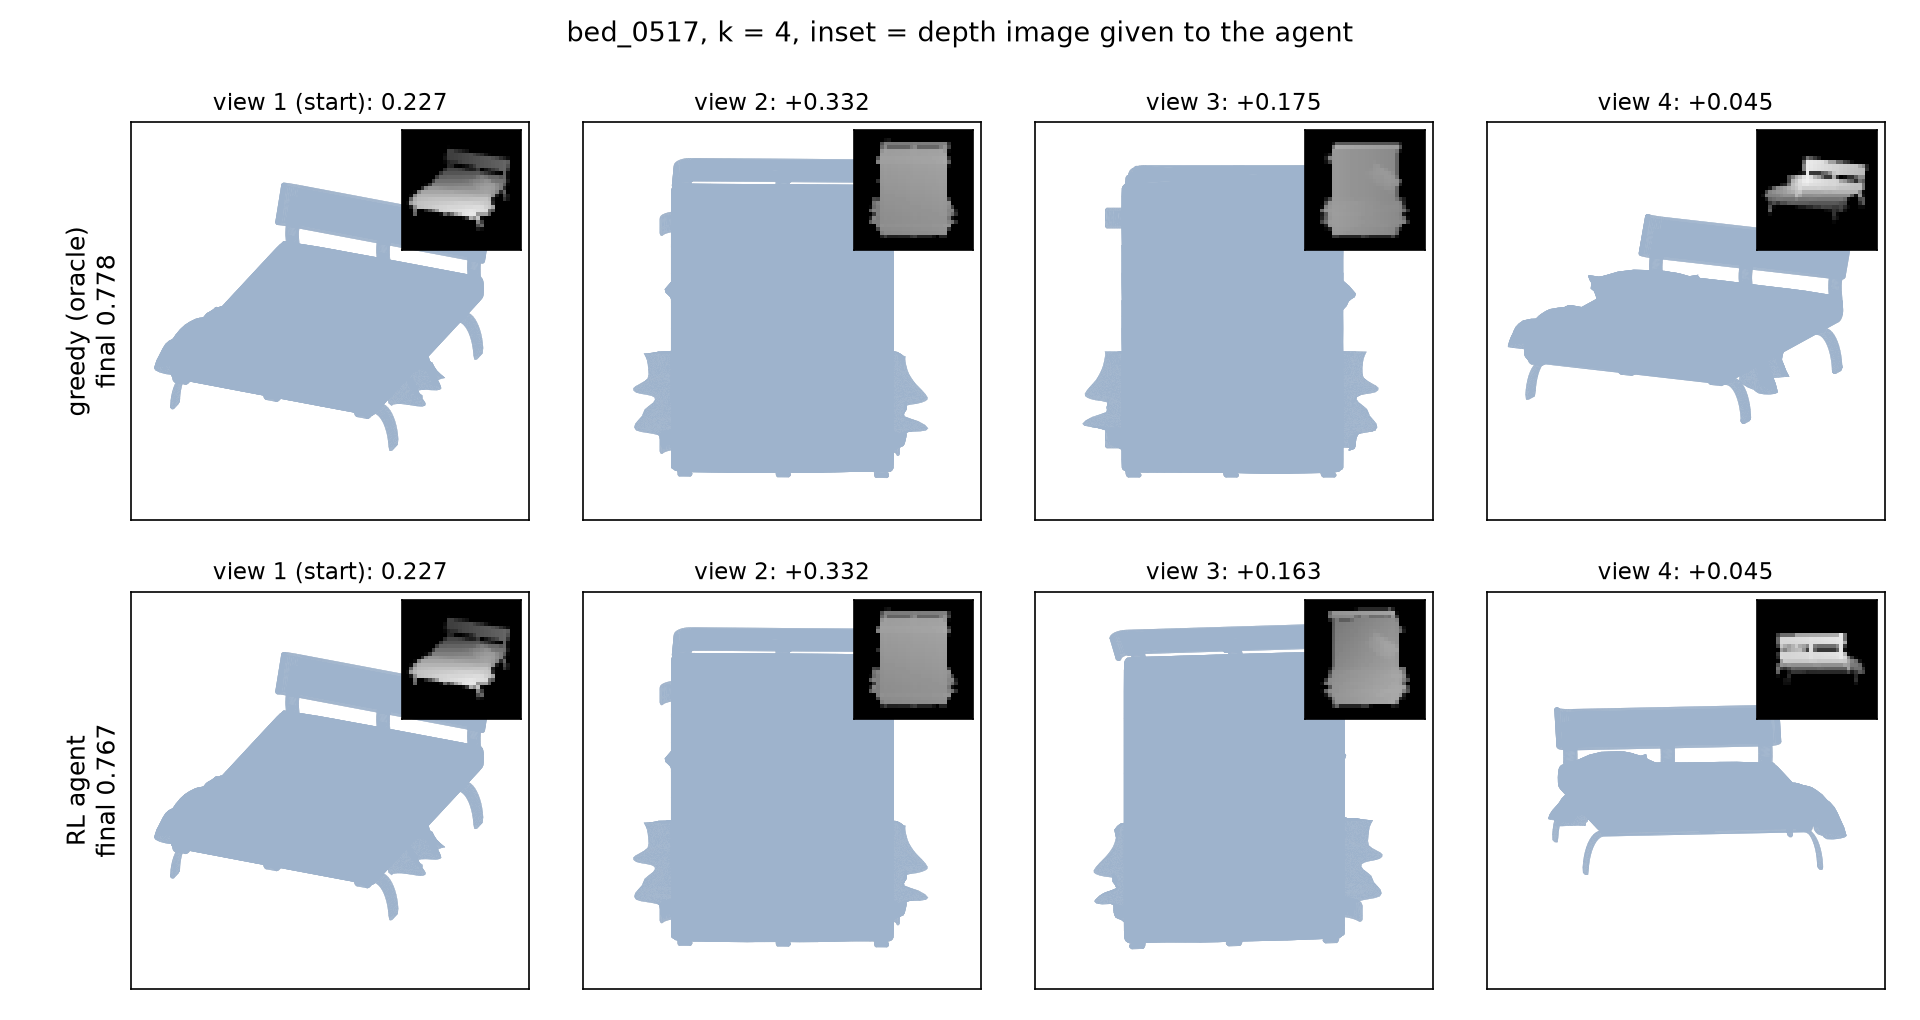 bed_0517, k = 4, inset = depth image given to the agent
view 1 (start): 0.227
view 2: +0.332
view 3: +0.175
view 4: +0.045
greedy (oracle)
final 0.778
view 1 (start): 0.227
view 2: +0.332
view 3: +0.163
view 4: +0.045
RL agent
final 0.767